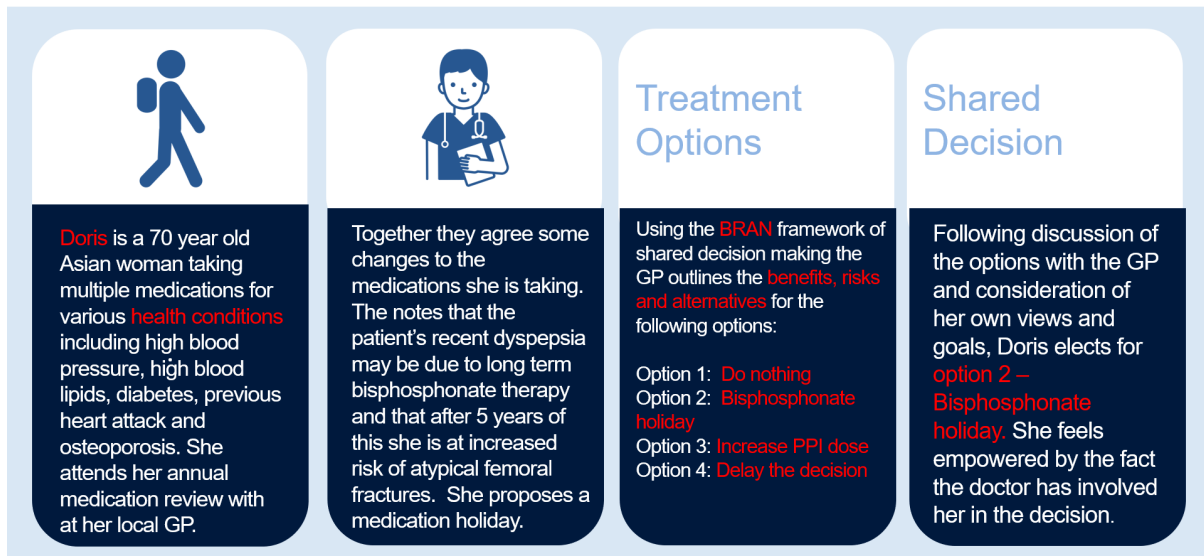 Doris is a 70 year old
Asian woman taking
multiple medications for
various health conditions
including high blood
pressure, high blood
lipids, diabetes, previous
heart attack and
osteoporosis. She
attends her annual
medication review with
at her local GP.
Together they agree some
changes to the
medications she is taking.
The notes that the
patient's recent dyspepsia
may be due to long term
bisphosphonate therapy
and that after 5 years of
this she is at increased
risk of atypical femoral
fractures. She proposes a
medication holiday.
Treatment
Options
Using the BRAN framework of
shared decision making the
GP outlines the benefits, risks
and alternatives for the
following options:
Option 1: Do nothing
Option 2: Bisphosphonate
holiday
Option 3: Increase PPI dose
Option 4: Delay the decision
Shared
Decision
Following discussion of
the options with the GP
and consideration of
her own views and
goals, Doris elects for
option 2 –
Bisphosphonate
holiday. She feels
empowered by the fact
the doctor has involved
her in the decision.